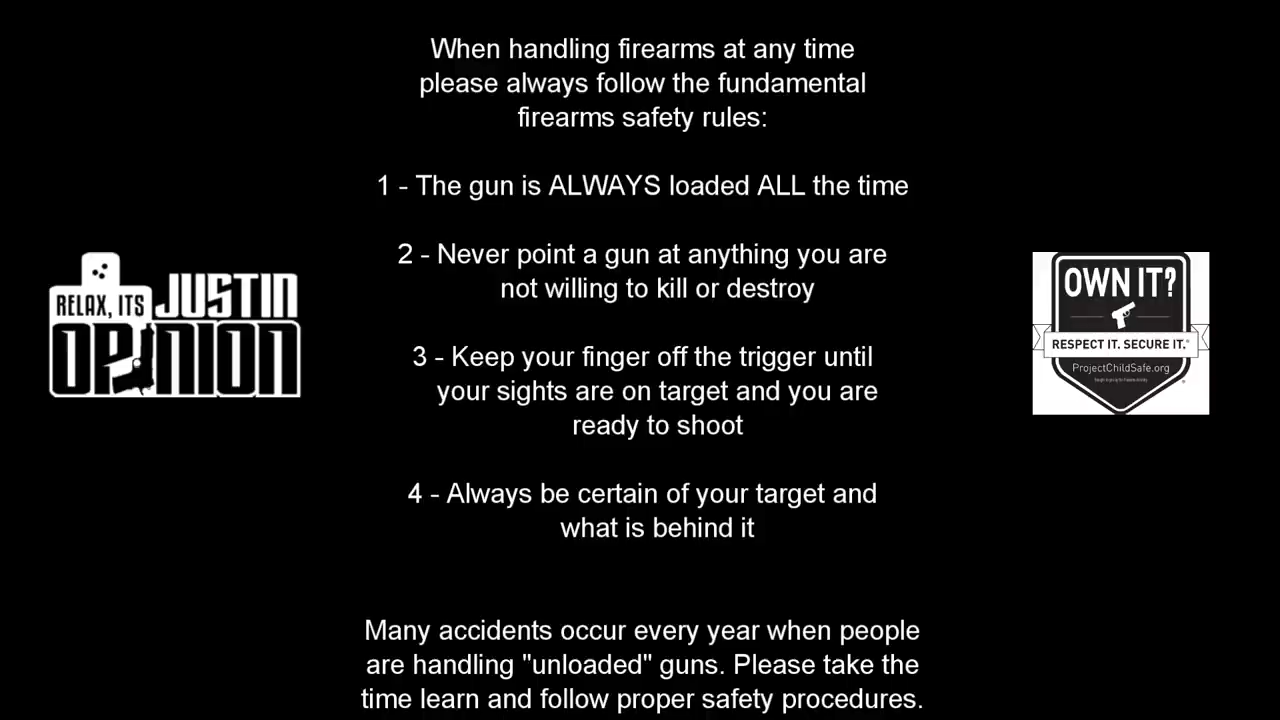 When handling firearms at any time
please always follow the fundamental
firearms safety rules:
1 - The gun is ALWAYS loaded ALL the time
2 - Never point a gun at anything you are
not willing to kill or destroy
3 - Keep your finger off the trigger until
your sights are on target and you are
ready to shoot
4 - Always be certain of your target and
what is behind it
Many accidents occur every year when people
are handling "unloaded" guns. Please take the
time learn and follow proper safety procedures.
RELAX, ITS JUSTIN
OPINION
OWN IT?
RESPECT IT. SECURE IT.®
ProjectChildSafe.org